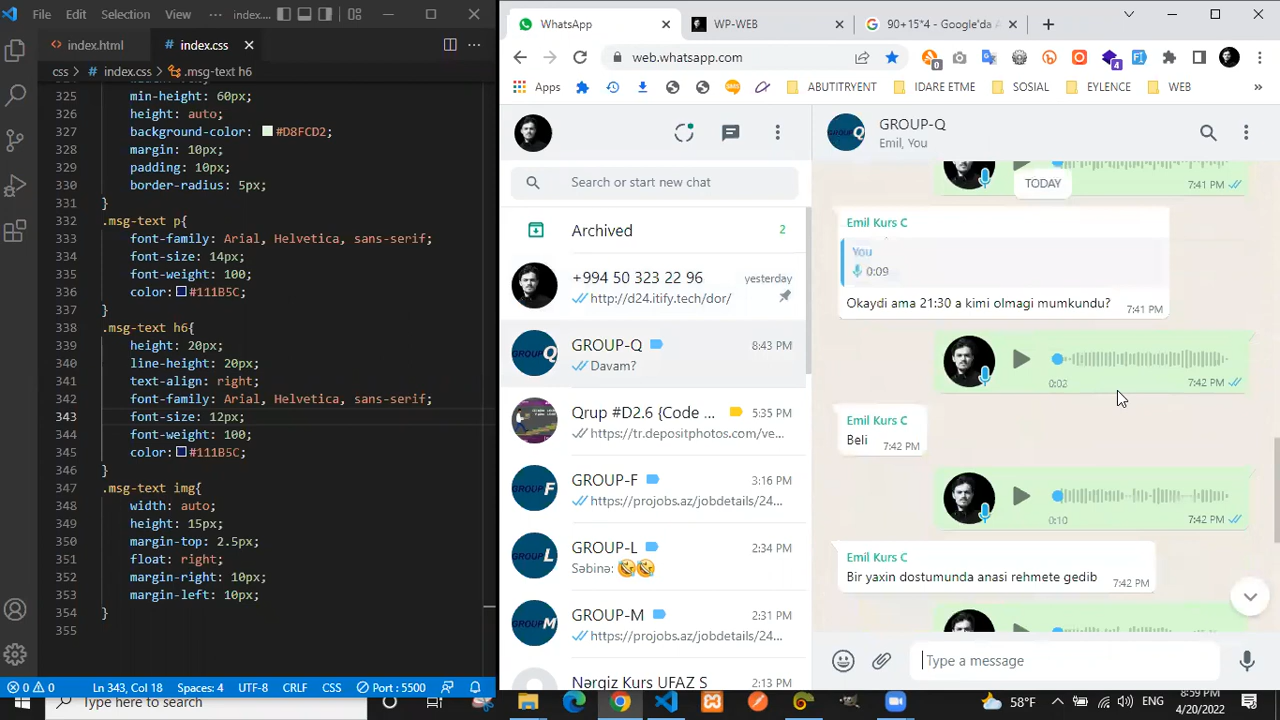 File Edit Selection View ··· index....
index.html
index.css
css > index.css > .msg-text h6
325 min-height: 60px;
326 height: auto;
327 background-color: #D8FCD2;
328 margin: 10px;
329 padding: 10px;
330 border-radius: 5px;
331 }
332 .msg-text p{
333 font-family: Arial, Helvetica, sans-serif;
334 font-size: 14px;
335 font-weight: 100;
336 color: #111B5C;
337 }
338 .msg-text h6{
339 height: 20px;
340 line-height: 20px;
341 text-align: right;
342 font-family: Arial, Helvetica, sans-serif;
343 font-size: 12px;
344 font-weight: 100;
345 color: #111B5C;
346 }
347 .msg-text img{
348 width: auto;
349 height: 15px;
350 margin-top: 2.5px;
351 float: right;
352 margin-right: 10px;
353 margin-left: 10px;
354 }
355
0 0 Ln 343, Col 18 Spaces: 4 UTF-8 CRLF CSS Port : 5500
WhatsApp
WP-WEB
90+15*4 - Google'da A
web.whatsapp.com
0
4
Apps
SMS
ABUTITRYENT
IDARE ETME
SOSIAL
EYLENCE
WEB
»
Search or start new chat
Archived 2
+994 50 323 22 96 yesterday
http://d24.itify.tech/dor/
GROUP-Q 8:43 PM
Davam?
Qrup #D2.6 {Code ... 5:35 PM
https://tr.depositphotos.com/ve...
GROUP-F 3:16 PM
https://projobs.az/jobdetails/24...
GROUP-L 2:34 PM
Səbinə:
GROUP-M 2:31 PM
https://projobs.az/jobdetails/24...
Nərgiz Kurs UFAZ S 2:13 PM
GROUP-Q
Emil, You
7:41 PM
TODAY
Emil Kurs C
You
0:09
Okaydi ama 21:30 a kimi olmagi mumkundu? 7:41 PM
0:02 7:42 PM
Emil Kurs C
Beli 7:42 PM
0:10 7:42 PM
Emil Kurs C
Bir yaxin dostumunda anasi rehmete gedib 7:42 PM
Type a message
Type here to search
58°F
ENG
8:59 PM
4/20/2022